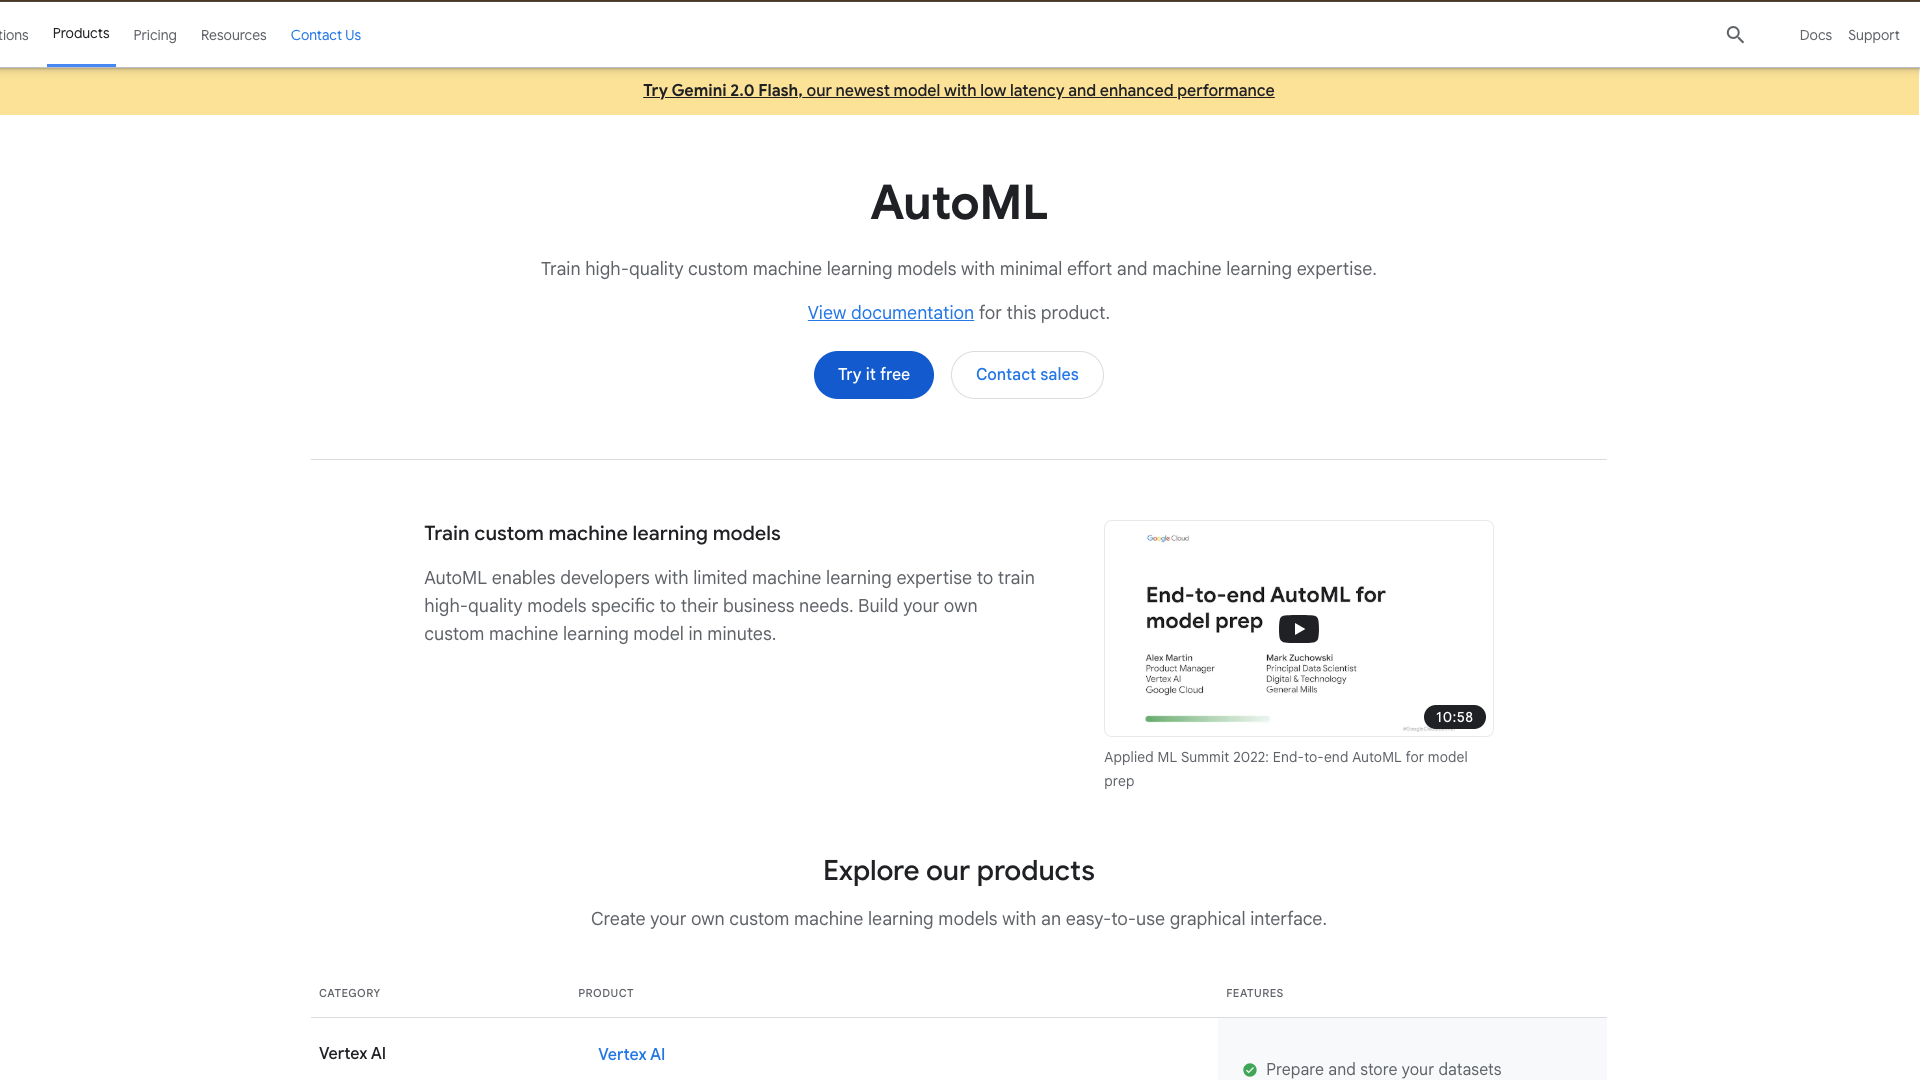 tions
Products
Pricing
Resources
Contact Us
Docs
Support
Try Gemini 2.0 Flash, our newest model with low latency and enhanced performance
AutoML
Train high-quality custom machine learning models with minimal effort and machine learning expertise.
View documentation for this product.
Try it free
Contact sales
Train custom machine learning models
AutoML enables developers with limited machine learning expertise to train
high-quality models specific to their business needs. Build your own
custom machine learning model in minutes.
Google Cloud
End-to-end AutoML for
model prep
Alex Martin
Product Manager
Vertex AI
Google Cloud
Mark Zuchowski
Principal Data Scientist
Digital & Technology
General Mills
10:58
Applied ML Summit 2022: End-to-end AutoML for model
prep
Explore our products
Create your own custom machine learning models with an easy-to-use graphical interface.
CATEGORY
PRODUCT
FEATURES
Vertex AI
Vertex AI
Prepare and store your datasets